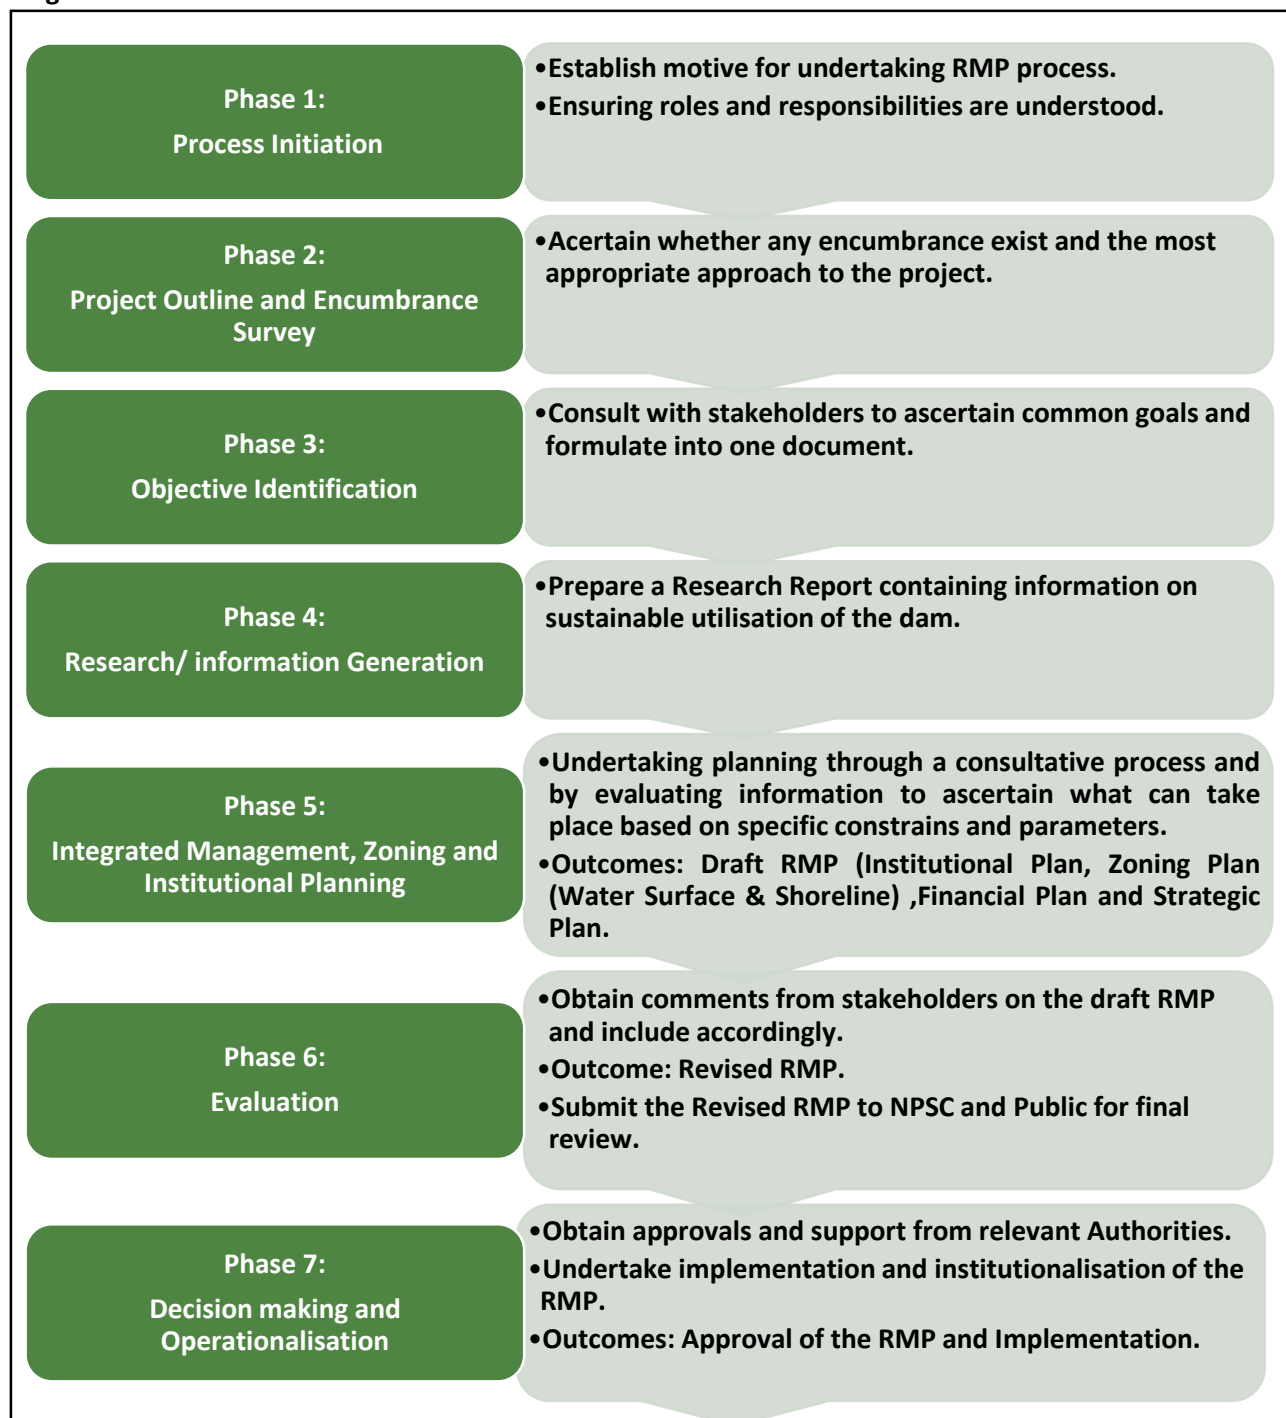 Phase 1:
Process Initiation
•Establish motive for undertaking RMP process.
•Ensuring roles and responsibilities are understood.
Phase 2:
Project Outline and Encumbrance
Survey
•Acertain whether any encumbrance exist and the most
appropriate approach to the project.
Phase 3:
Objective Identification
•Consult with stakeholders to ascertain common goals and
formulate into one document.
Phase 4:
Research/ information Generation
•Prepare a Research Report containing information on
sustainable utilisation of the dam.
Phase 5:
Integrated Management, Zoning and
Institutional Planning
•Undertaking planning through a consultative process and
by evaluating information to ascertain what can take
place based on specific constrains and parameters.
•Outcomes: Draft RMP (Institutional Plan, Zoning Plan
(Water Surface & Shoreline) ,Financial Plan and Strategic
Plan.
Phase 6:
Evaluation
•Obtain comments from stakeholders on the draft RMP
and include accordingly.
•Outcome: Revised RMP.
•Submit the Revised RMP to NPSC and Public for final
review.
Phase 7:
Decision making and
Operationalisation
•Obtain approvals and support from relevant Authorities.
•Undertake implementation and institutionalisation of the
RMP.
•Outcomes: Approval of the RMP and Implementation.